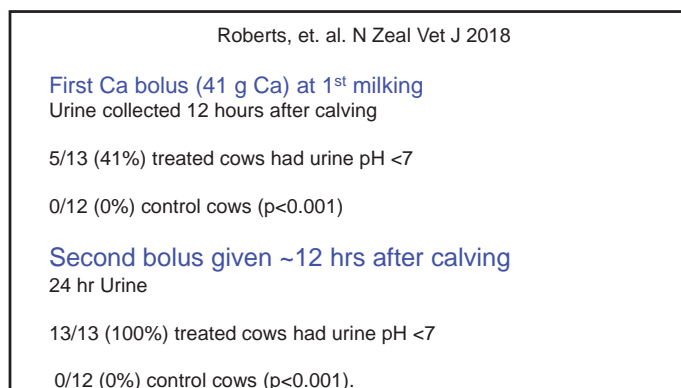 Roberts, et. al. N Zeal Vet J 2018
First Ca bolus (41 g Ca) at 1st milking
Urine collected 12 hours after calving
5/13 (41%) treated cows had urine pH <7
0/12 (0%) control cows (p<0.001)
Second bolus given ~12 hrs after calving
24 hr Urine
13/13 (100%) treated cows had urine pH <7
0/12 (0%) control cows (p<0.001).